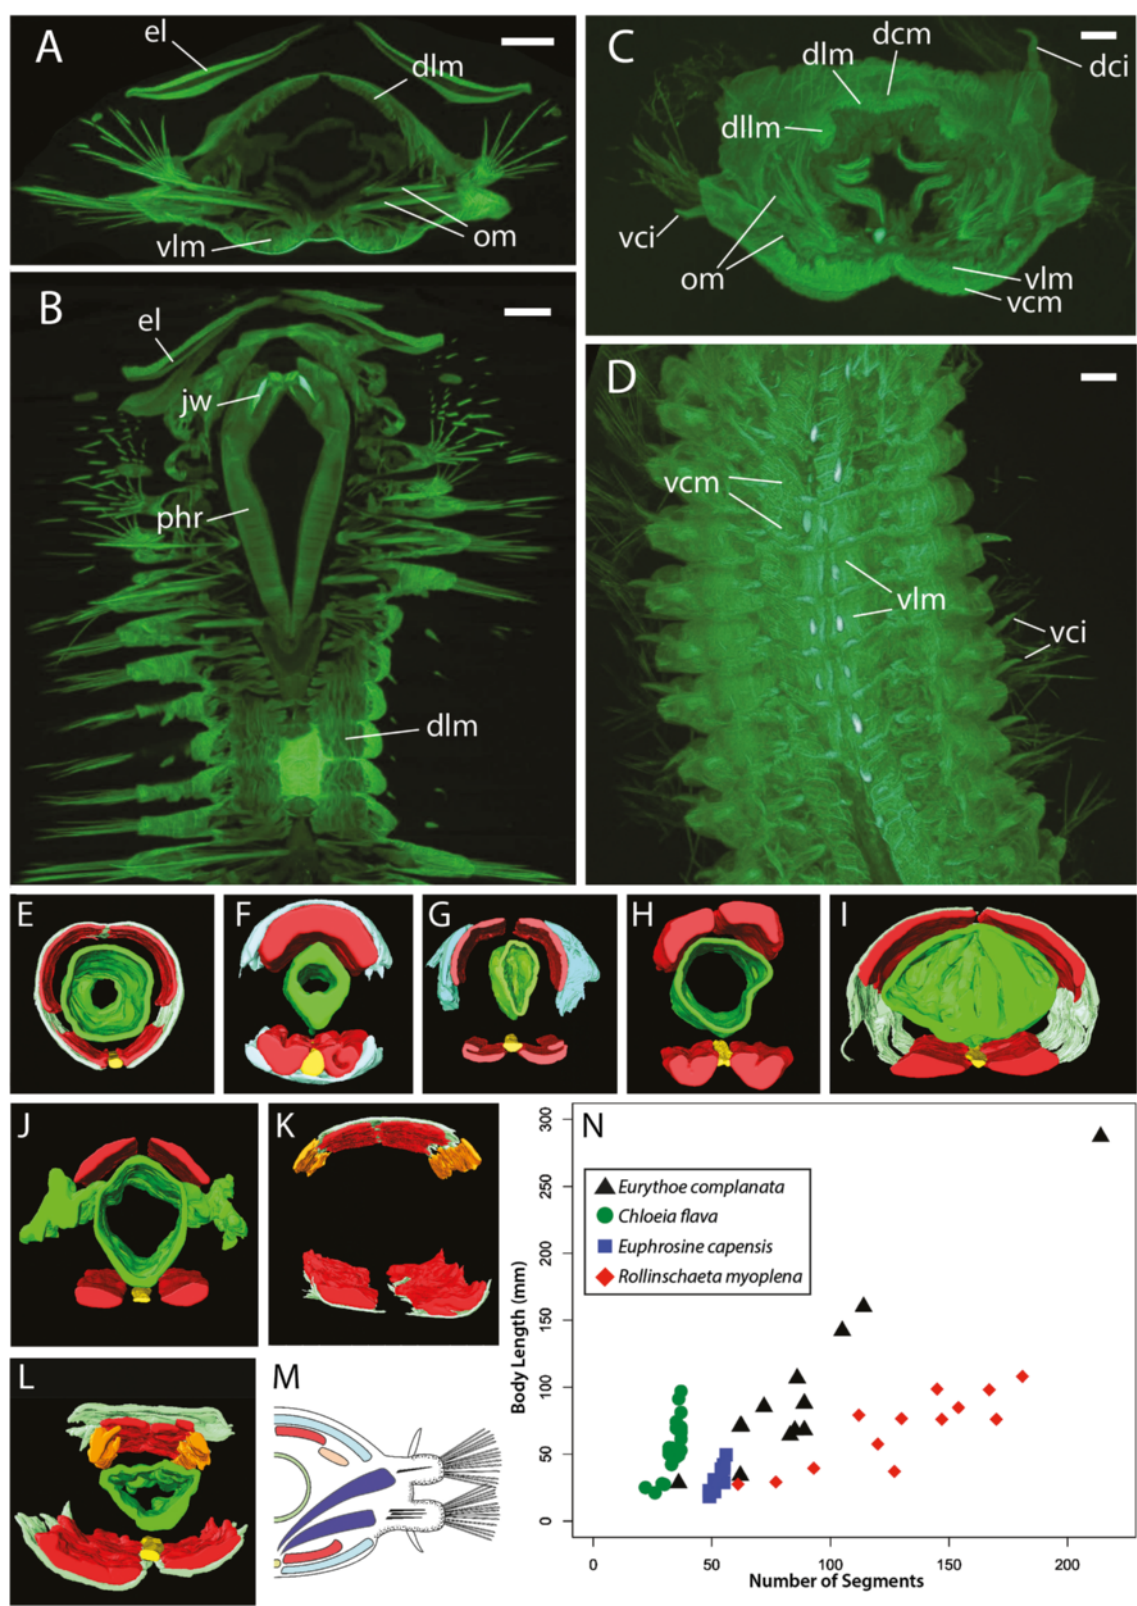 A
el
dlm
vlm
om
B
el
jw
phr
dlm
C
dlm
dcm
dci
dllm
vci
om
vlm
vcm
D
vcm
vlm
vci
E
F
G
H
I
J
K
L
M
N
Eurythoe complanata
Chloeia flava
Euphrosine capensis
Rollinschaeta myoplena
Body Length (mm)
300
250
200
150
100
50
0
0 50 100 150 200
Number of Segments